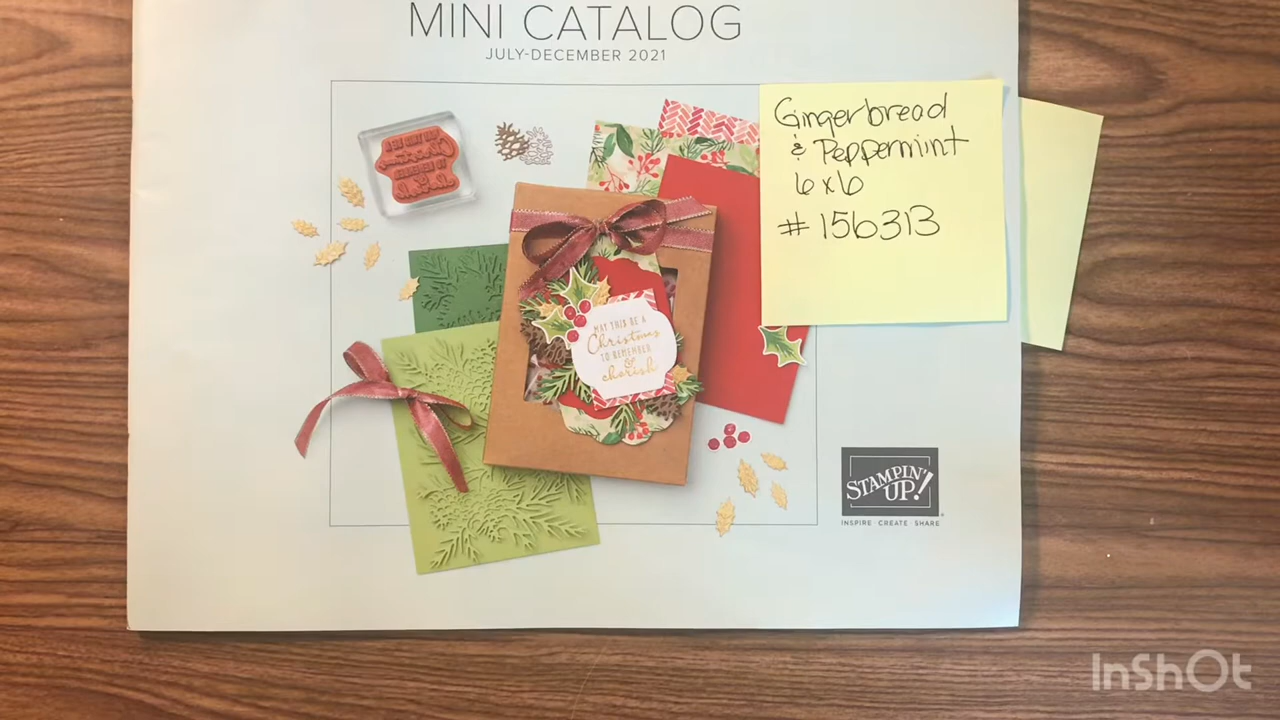 MINI CATALOG
JULY-DECEMBER 2021
Gingerbread
& Peppermint
6x6
#156313
MAY THIS BE A
Christmas
TO REMEMBER
&
cherish
STAMPIN'
UP!
INSPIRE · CREATE · SHARE
InShOt